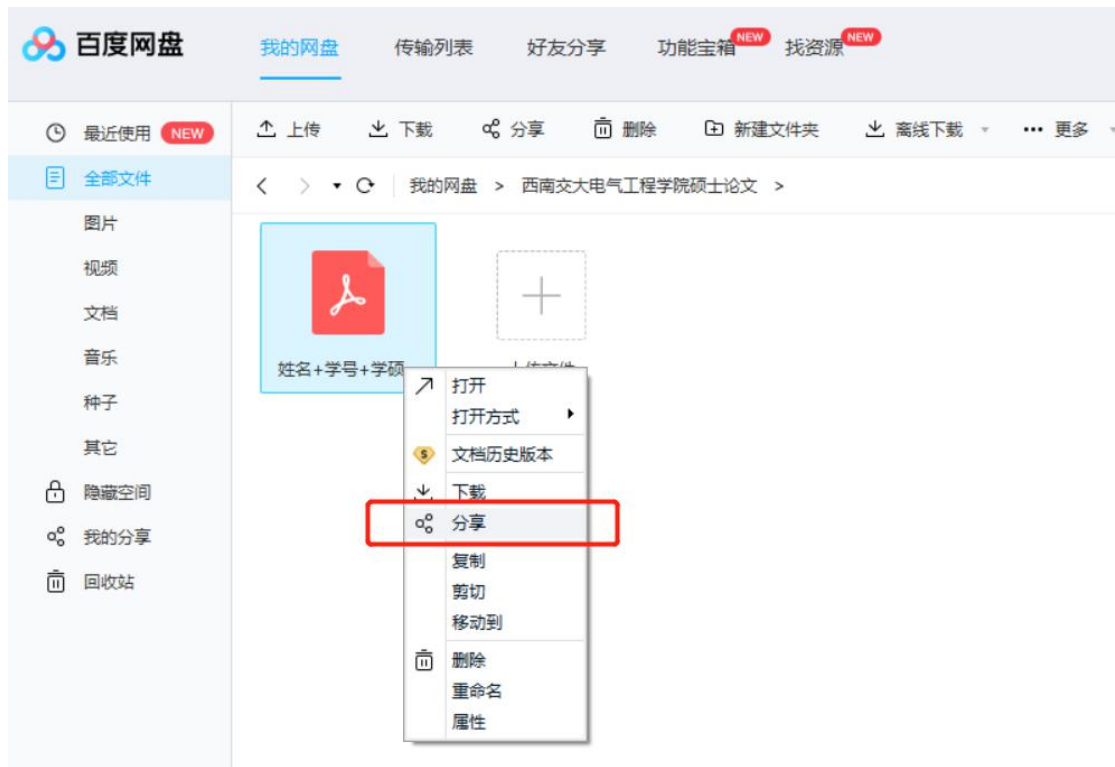 百度网盘
我的网盘 传输列表 好友分享 功能宝箱 NEW 找资源 NEW
最近使用 NEW
全部文件
图片
视频
文档
音乐
种子
其它
隐藏空间
我的分享
回收站
上传 下载 分享 删除 新建文件夹 离线下载 ••• 更多
我的网盘 > 西南交大电气工程学院硕士论文 >
姓名+学号+学硕
打开
打开方式
文档历史版本
下载
分享
复制
剪切
移动到
删除
重命名
属性